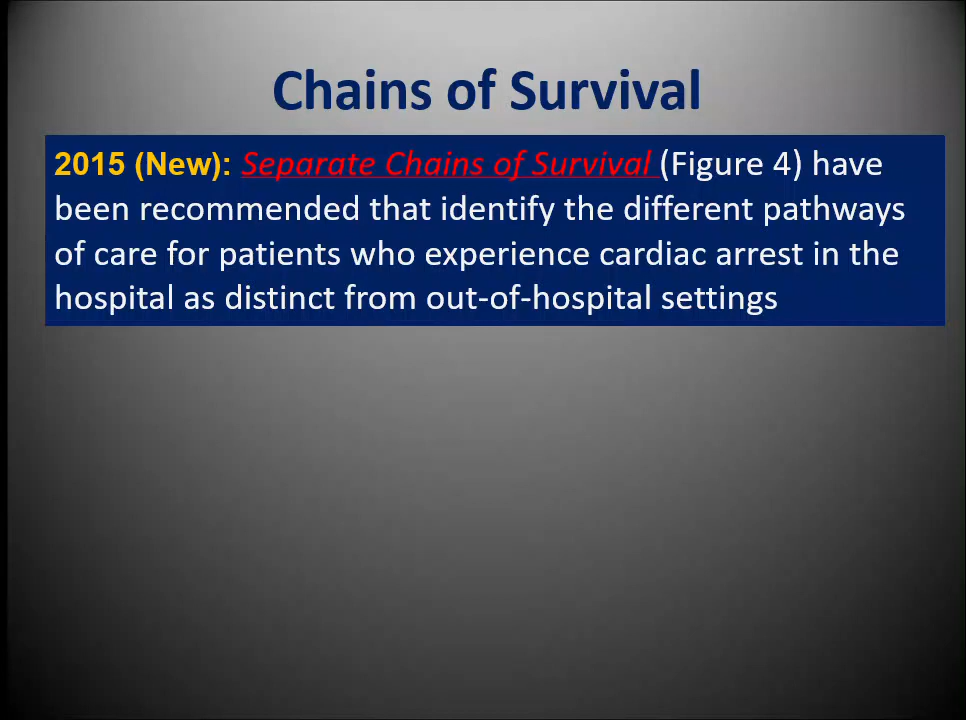 Chains of Survival
2015 (New): Separate Chains of Survival (Figure 4) have
been recommended that identify the different pathways
of care for patients who experience cardiac arrest in the
hospital as distinct from out-of-hospital settings